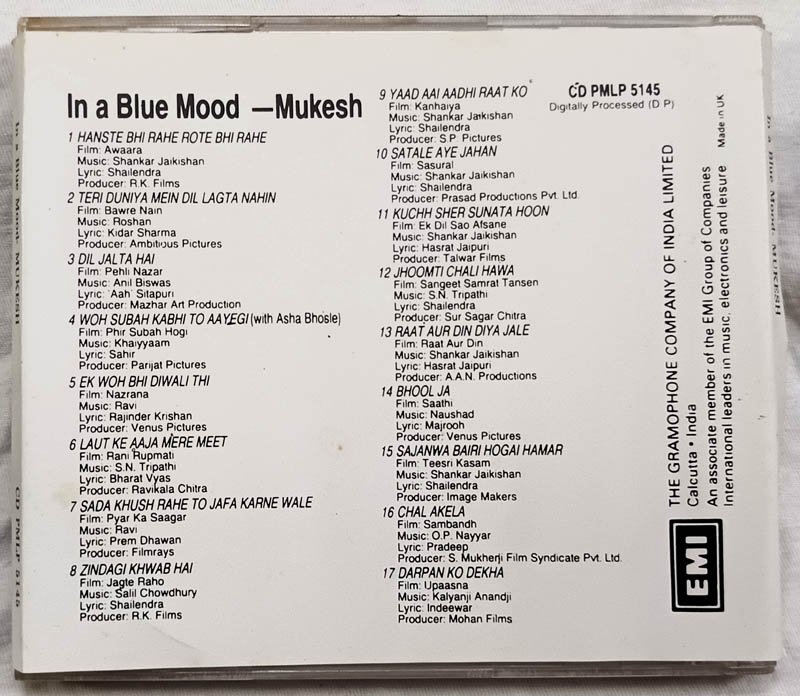 In a Blue Mood —Mukesh
1 HANSTE BHI RAHE ROTE BHI RAHE
Film: Awaara
Music: Shankar Jaikishan
Lyric: Shailendra
Producer: R.K. Films
2 TERI DUNIYA MEIN DIL LAGTA NAHIN
Film: Bawre Nain
Music: Roshan
Lyric: Kidar Sharma
Producer: Ambitious Pictures
3 DIL JALTA HAI
Film: Pehli Nazar
Music: Anil Biswas
Lyric: 'Aah' Sitapuri
Producer: Mazhar Art Production
4 WOH SUBAH KABHI TO AAYEGI (with Asha Bhosle)
Film: Phir Subah Hogi
Music: Khaiyyaam
Lyric: Sahir
Producer: Parijat Pictures
5 EK WOH BHI DIWALI THI
Film: Nazrana
Music: Ravi
Lyric: Rajinder Krishan
Producer: Venus Pictures
6 LAUT KE AAJA MERE MEET
Film: Rani Rupmati
Music: S.N. Tripathi
Lyric: Bharat Vyas
Producer: Ravikala Chitra
7 SADA KHUSH RAHE TO JAFA KARNE WALE
Film: Pyar Ka Saagar
Music: Ravi
Lyric: Prem Dhawan
Producer: Filmrays
8 ZINDAGI KHWAB HAI
Film: Jagte Raho
Music: Salil Chowdhury
Lyric: Shailendra
Producer: R.K. Films
9 YAAD AAI AADHI RAAT KO
Film: Kanhaiya
Music: Shankar Jaikishan
Lyric: Shailendra
Producer: S.P. Pictures
10 SATALE AYE JAHAN
Film: Sasural
Music: Shankar Jaikishan
Lyric: Shailendra
Producer: Prasad Productions Pvt. Ltd.
11 KUCHH SHER SUNATA HOON
Film: Ek Dil Sao Afsane
Music: Shankar Jaikishan
Lyric: Hasrat Jaipuri
Producer: Talwar Films
12 JHOOMTI CHALI HAWA
Film: Sangeet Samrat Tansen
Music: S.N. Tripathi
Lyric: Shailendra
Producer: Sur Sagar Chitra
13 RAAT AUR DIN DIYA JALE
Film: Raat Aur Din
Music: Shankar Jaikishan
Lyric: Hasrat Jaipuri
Producer: A.A.N. Productions
14 BHOOL JA
Film: Saathi
Music: Naushad
Lyric: Majrooh
Producer: Venus Pictures
15 SAJANWA BAIRI HOGAI HAMAR
Film: Teesri Kasam
Music: Shankar Jaikishan
Lyric: Shailendra
Producer: Image Makers
16 CHAL AKELA
Film: Sambandh
Music: O.P. Nayyar
Lyric: Pradeep
Producer: S. Mukherji Film Syndicate Pvt. Ltd.
17 DARPAN KO DEKHA
Film: Upaasna
Music: Kalyanji Anandji
Lyric: Indeewar
Producer: Mohan Films
CD PMLP 5145
Digitally Processed (D P)
Made in UK
THE GRAMOPHONE COMPANY OF INDIA LIMITED
Calcutta • India
An associate member of the EMI Group of Companies
International leaders in music, electronics and leisure
EMI
In a Blue Mood- MUKESH
CD PMLP 5145
In a Blue Mood- MUKESH